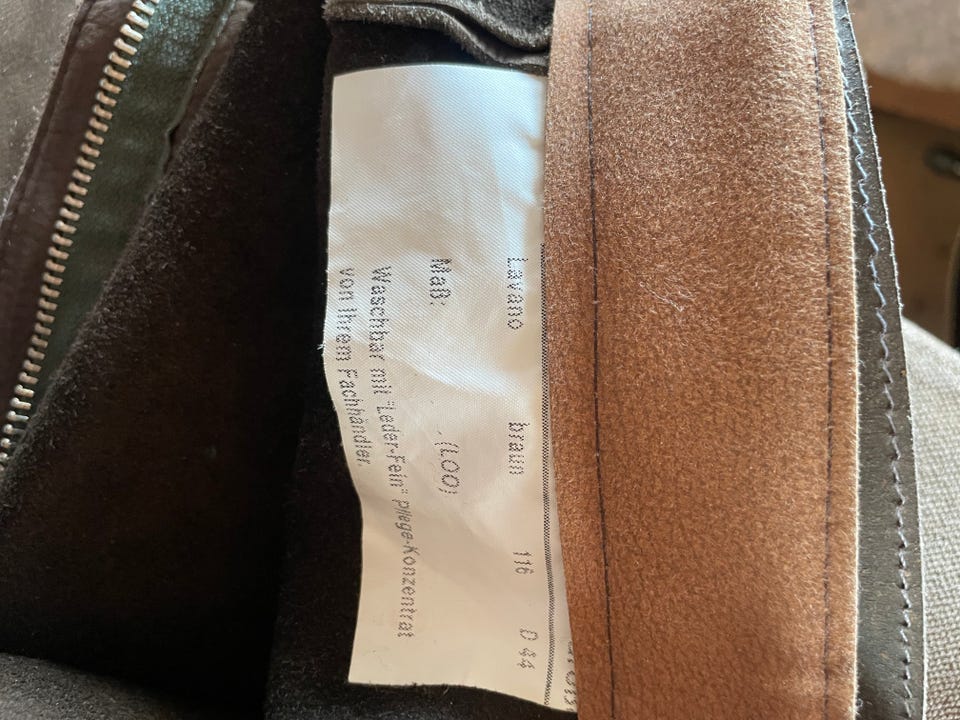 Lavano braun 116 D 44
Maß: (LOO)
Waschbar mit "Leder-Fein" Pflege-Konzentrat
von Ihrem Fachhändler.